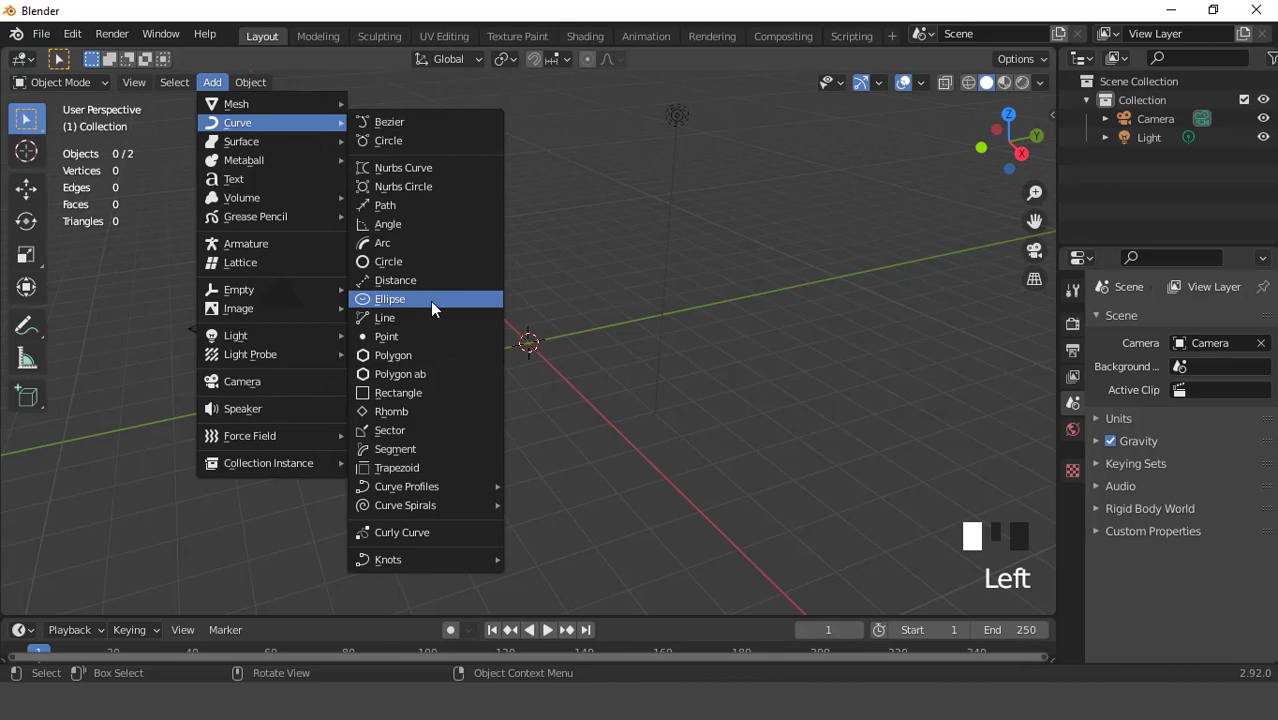 Blender
File Edit Render Window Help Layout Modeling Sculpting UV Editing Texture Paint Shading Animation Rendering Compositing Scripting + Scene View Layer
Global Options
Object Mode View Select Add Object
User Perspective
(1) Collection
Objects 0 / 2
Vertices 0
Edges 0
Faces 0
Triangles 0
Mesh
Curve
Surface
Metaball
Text
Volume
Grease Pencil
Armature
Lattice
Empty
Image
Light
Light Probe
Camera
Speaker
Force Field
Collection Instance
Bezier
Circle
Nurbs Curve
Nurbs Circle
Path
Angle
Arc
Circle
Distance
Ellipse
Line
Point
Polygon
Polygon ab
Rectangle
Rhomb
Sector
Segment
Trapezoid
Curve Profiles
Curve Spirals
Curly Curve
Knots
Z
Y
X
Left
Scene Collection
Collection
Camera
Light
Scene View Layer
Scene
Camera Camera
Background ...
Active Clip
Units
Gravity
Keying Sets
Audio
Rigid Body World
Custom Properties
Playback Keying View Marker 1 Start 1 End 250
1 20 40 60 80 100 120 140 160 180 200 220 240
Select Box Select Rotate View Object Context Menu 2.92.0